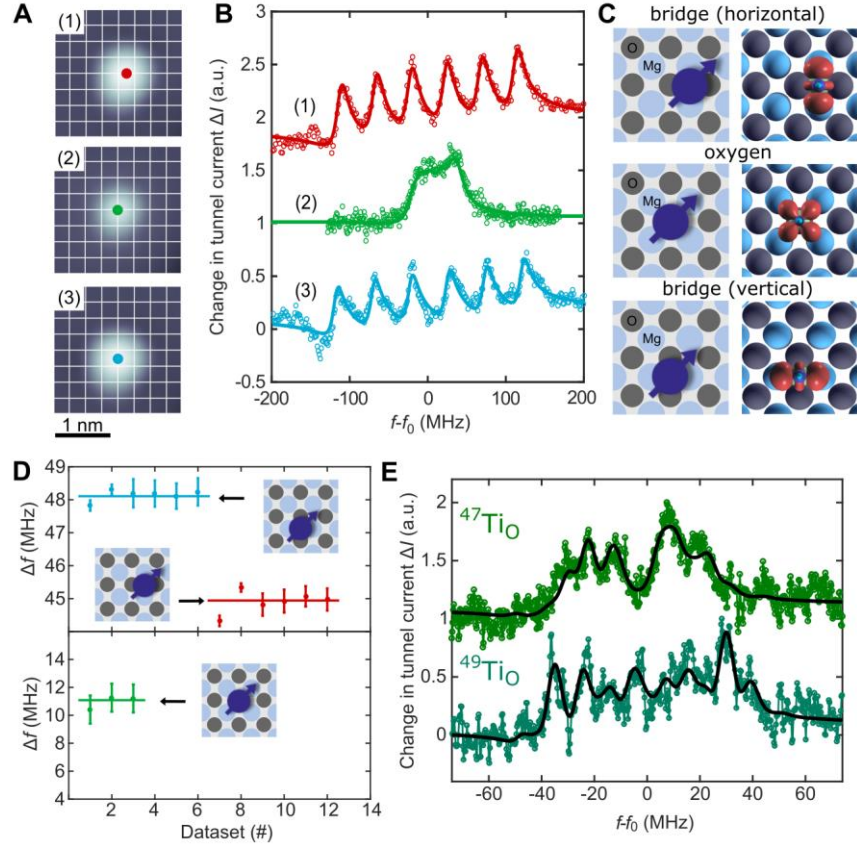 A
(1)
(2)
(3)
1 nm
B
Change in tunnel current ΔI (a.u.)
3
2.5
2
1.5
1
0.5
0
-0.5
(1)
(2)
(3)
-200
-100
0
100
200
f-f₀ (MHz)
C
bridge (horizontal)
O
Mg
oxygen
O
Mg
bridge (vertical)
O
Mg
D
Δf (MHz)
49
48
47
46
45
Δf (MHz)
14
12
10
8
6
4
2
4
6
8
10
12
14
Dataset (#)
E
Change in tunnel current ΔI (a.u.)
2
1.5
1
0.5
0
⁴⁷Ti_O
⁴⁹Ti_O
-60
-40
-20
0
20
40
60
f-f₀ (MHz)